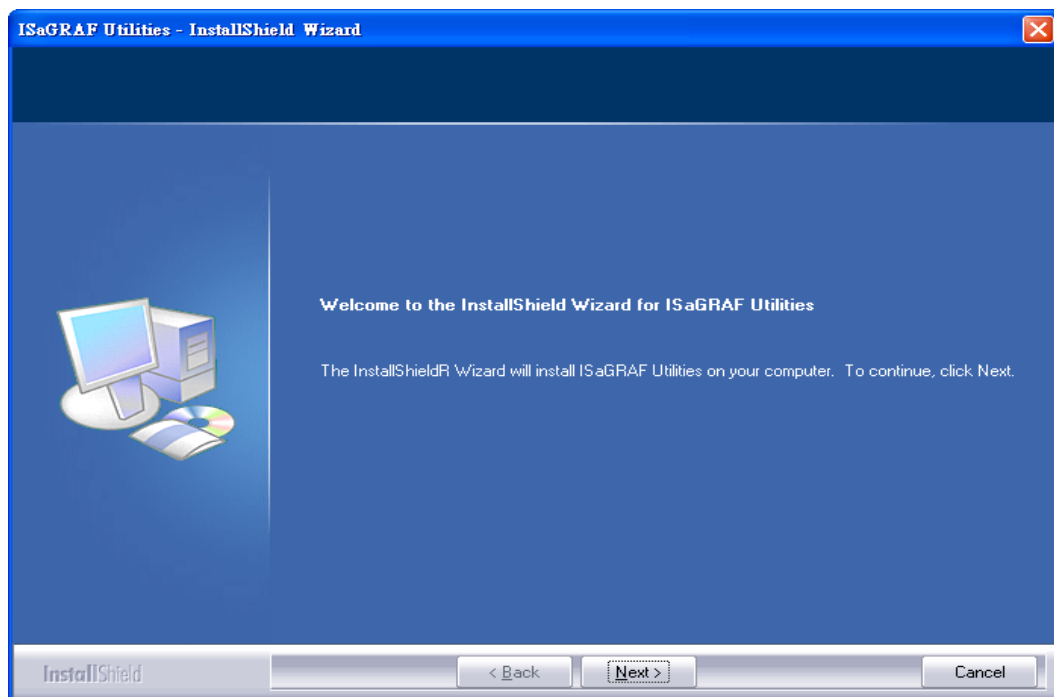 ISaGRAF Utilities - InstallShield Wizard
Welcome to the InstallShield Wizard for ISaGRAF Utilities
The InstallShieldR Wizard will install ISaGRAF Utilities on your computer. To continue, click Next.
InstallShield
< Back
Next >
Cancel